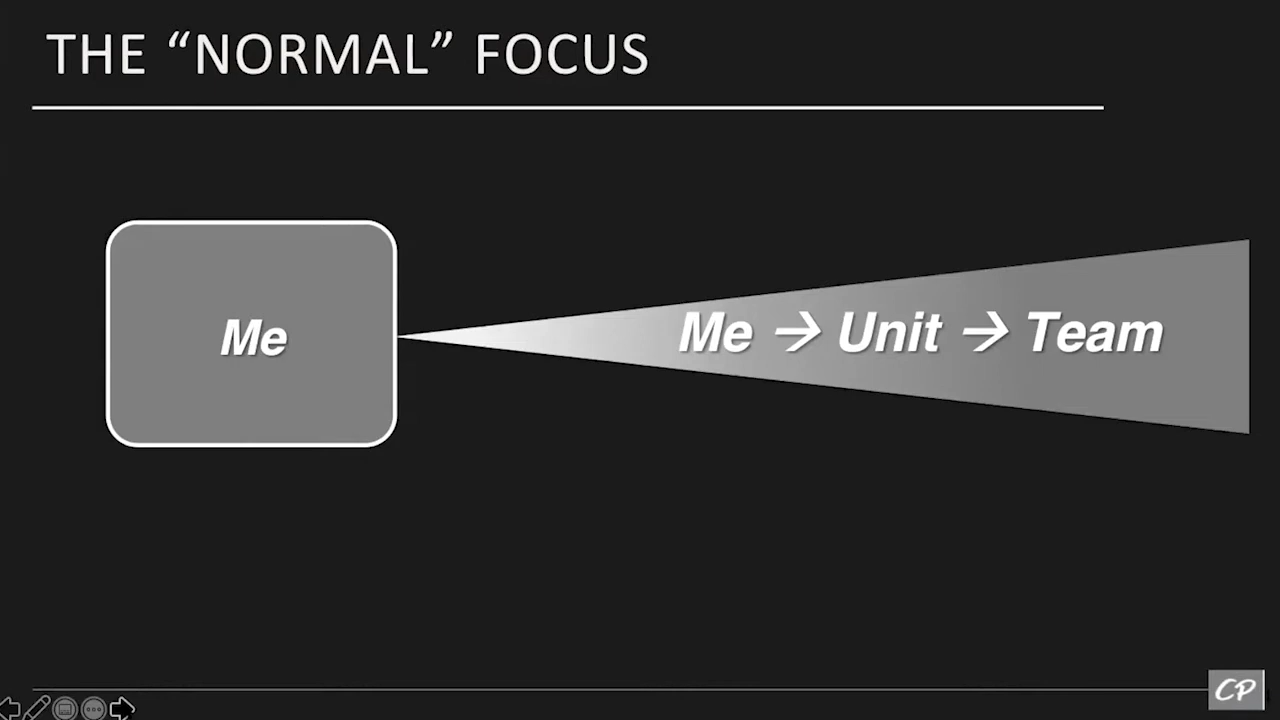 THE “NORMAL” FOCUS
Me
Me → Unit → Team
CP